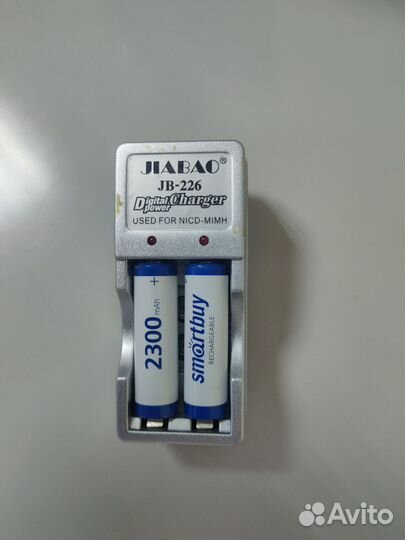 JIABAO®
JB-226
Digital power Charger
USED FOR NICD-MIMH
+
2300 mAh
smartbuy
RECHARGEABLE
Avito